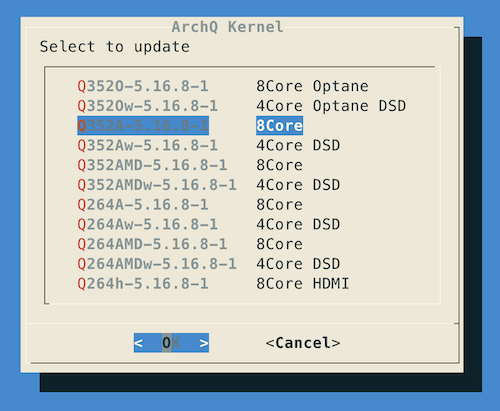 ArchQ Kernel
Select to update
Q352O-5.16.8-1 8Core Optane
Q352Ow-5.16.8-1 4Core Optane DSD
Q352A-5.16.8-1 8Core
Q352Aw-5.16.8-1 4Core DSD
Q352AMD-5.16.8-1 8Core
Q352AMDw-5.16.8-1 4Core DSD
Q264A-5.16.8-1 8Core
Q264Aw-5.16.8-1 4Core DSD
Q264AMD-5.16.8-1 8Core
Q264AMDw-5.16.8-1 4Core DSD
Q264h-5.16.8-1 8Core HDMI
< OK > <Cancel>